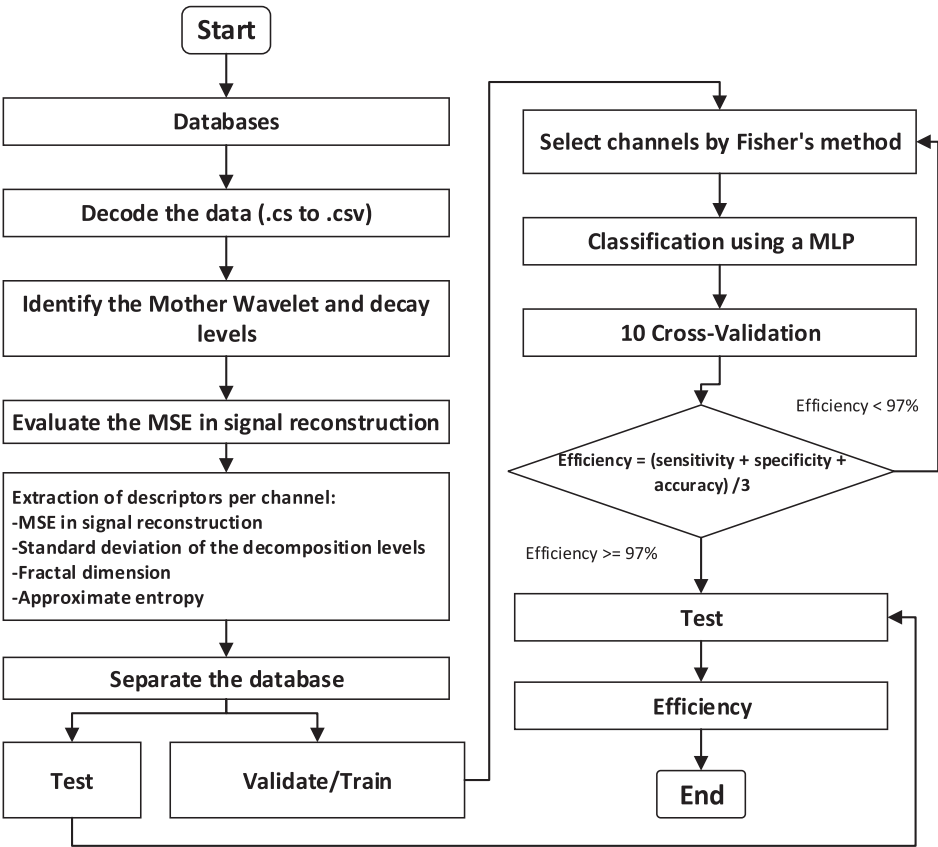 Start
Databases
Decode the data (.cs to .csv)
Identify the Mother Wavelet and decay
levels
Evaluate the MSE in signal reconstruction
Extraction of descriptors per channel:
-MSE in signal reconstruction
-Standard deviation of the decomposition levels
-Fractal dimension
-Approximate entropy
Separate the database
Test
Validate/Train
Select channels by Fisher's method
Classification using a MLP
10 Cross-Validation
Efficiency < 97%
Efficiency = (sensitivity + specificity +
accuracy) /3
Efficiency >= 97%
Test
Efficiency
End